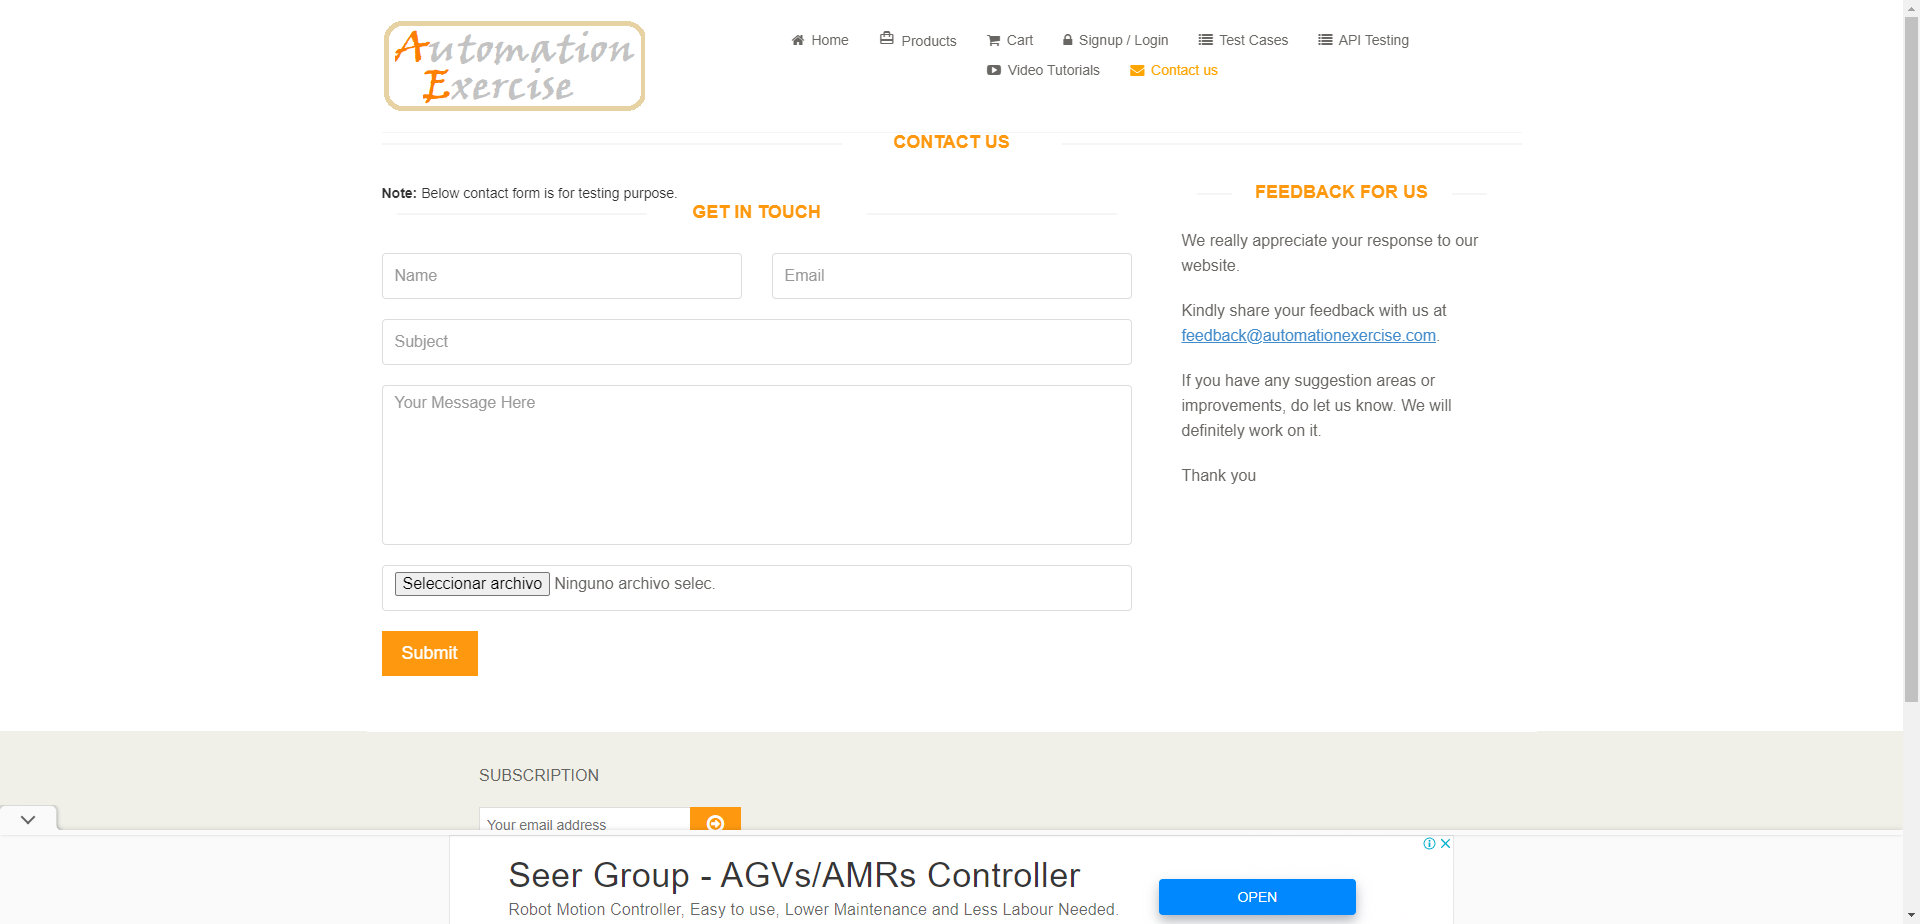 Automation
Exercise
Home
Products
Cart
Signup / Login
Test Cases
API Testing
Video Tutorials
Contact us
CONTACT US
Note: Below contact form is for testing purpose.
GET IN TOUCH
Name
Email
Subject
Your Message Here
Seleccionar archivo Ninguno archivo selec.
Submit
FEEDBACK FOR US
We really appreciate your response to our
website.
Kindly share your feedback with us at
feedback@automationexercise.com.
If you have any suggestion areas or
improvements, do let us know. We will
definitely work on it.
Thank you
SUBSCRIPTION
Your email address
Seer Group - AGVs/AMRs Controller
Robot Motion Controller, Easy to use, Lower Maintenance and Less Labour Needed.
OPEN